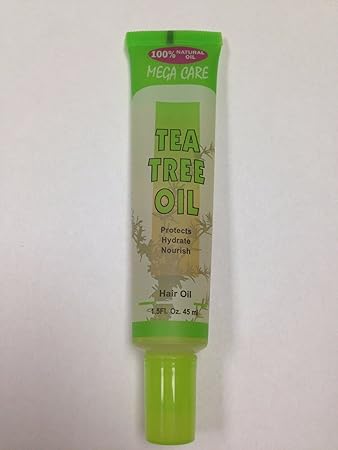 100% NATURAL
OIL
MEGA CARE
TEA
TREE
OIL
Protects
Hydrate
Nourish
Hair Oil
1.5FL Oz. 45 ml